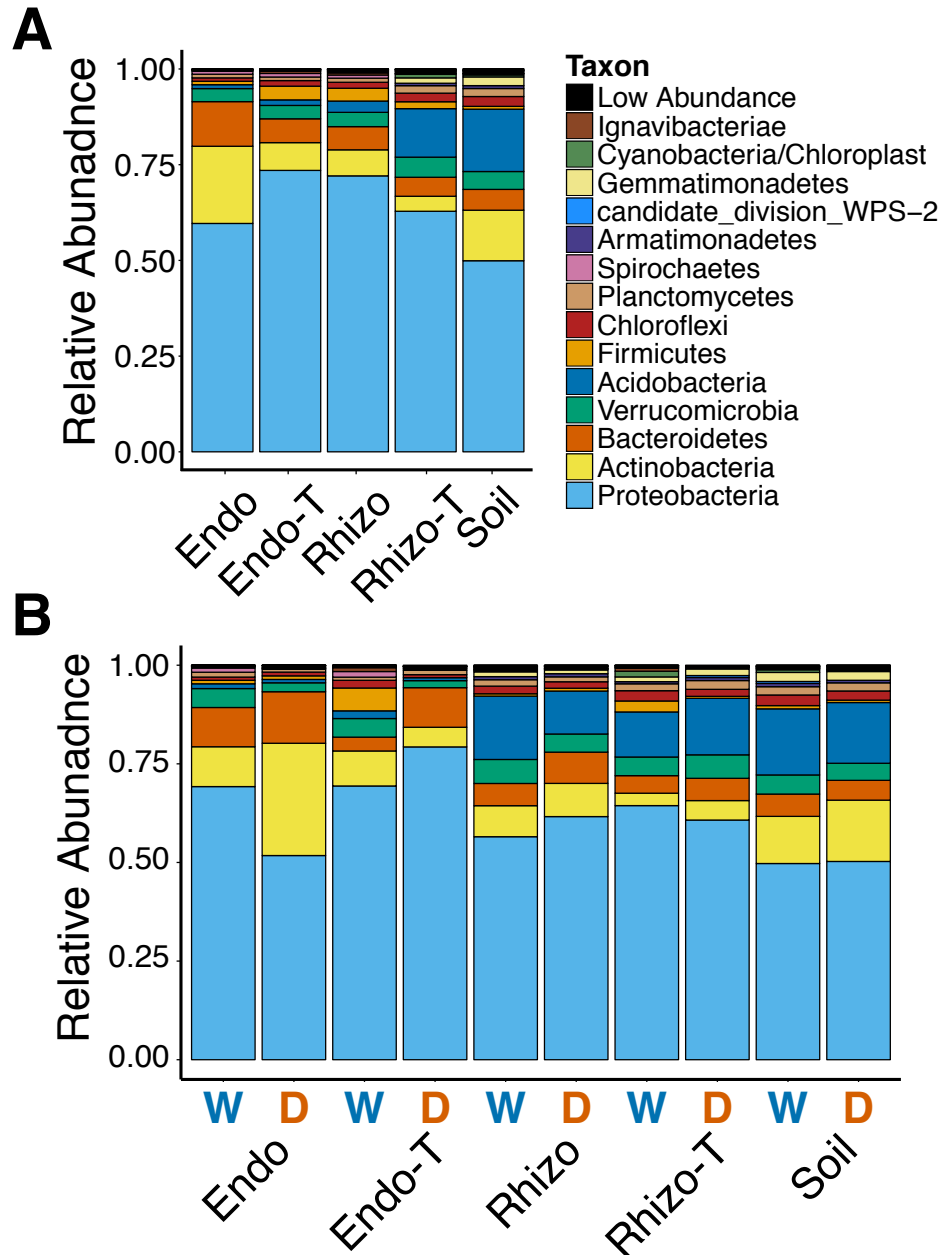 A
Relative Abunadnce
1.00
0.75
0.50
0.25
0.00
Endo
Endo-T
Rhizo
Rhizo-T
Soil
Taxon
Low Abundance
Ignavibacteriae
Cyanobacteria/Chloroplast
Gemmatimonadetes
candidate_division_WPS−2
Armatimonadetes
Spirochaetes
Planctomycetes
Chloroflexi
Firmicutes
Acidobacteria
Verrucomicrobia
Bacteroidetes
Actinobacteria
Proteobacteria
B
Relative Abunadnce
1.00
0.75
0.50
0.25
0.00
W D W D W D W D W D
Endo
Endo-T
Rhizo
Rhizo-T
Soil